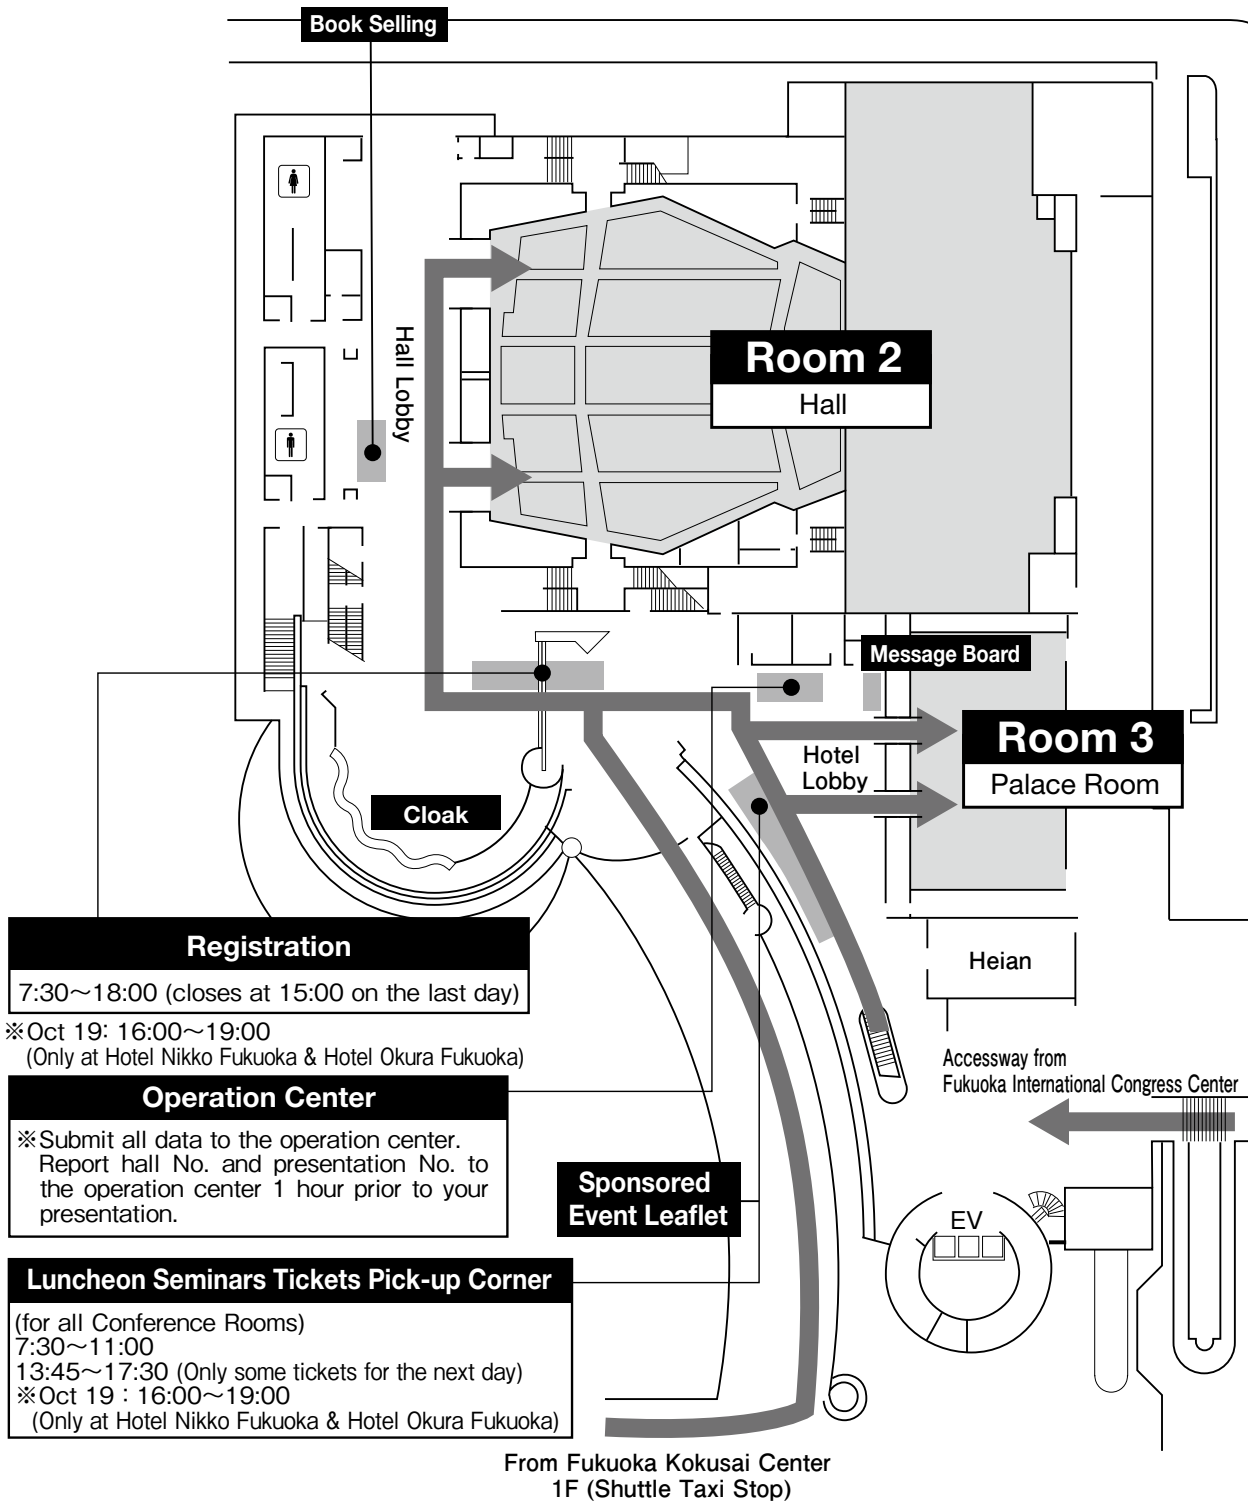 Book Selling
Hall Lobby
Room 2
Hall
Message Board
Room 3
Palace Room
Hotel
Lobby
Cloak
Registration
7:30～18:00 (closes at 15:00 on the last day)
※Oct 19: 16:00～19:00
(Only at Hotel Nikko Fukuoka & Hotel Okura Fukuoka)
Heian
Accessway from
Fukuoka International Congress Center
Operation Center
※Submit all data to the operation center.
Report hall No. and presentation No. to
the operation center 1 hour prior to your
presentation.
Sponsored
Event Leaflet
EV
Luncheon Seminars Tickets Pick-up Corner
(for all Conference Rooms)
7:30～11:00
13:45～17:30 (Only some tickets for the next day)
※Oct 19：16:00～19:00
(Only at Hotel Nikko Fukuoka & Hotel Okura Fukuoka)
From Fukuoka Kokusai Center
1F (Shuttle Taxi Stop)